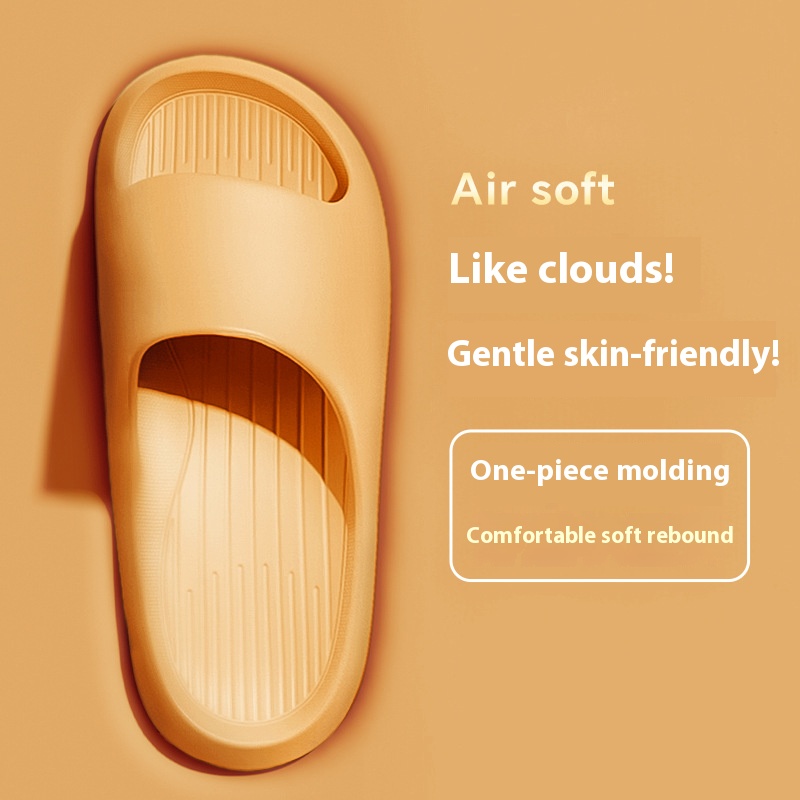 Air soft
Like clouds!
Gentle skin-friendly!
One-piece molding
Comfortable soft rebound